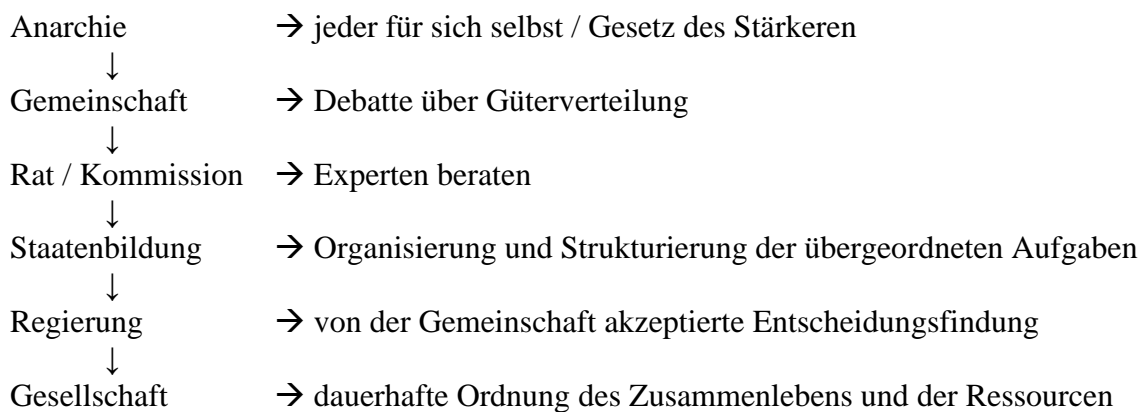 Anarchie → jeder für sich selbst / Gesetz des Stärkeren
↓
Gemeinschaft → Debatte über Güterverteilung
↓
Rat / Kommission → Experten beraten
↓
Staatenbildung → Organisierung und Strukturierung der übergeordneten Aufgaben
↓
Regierung → von der Gemeinschaft akzeptierte Entscheidungsfindung
↓
Gesellschaft → dauerhafte Ordnung des Zusammenlebens und der Ressourcen